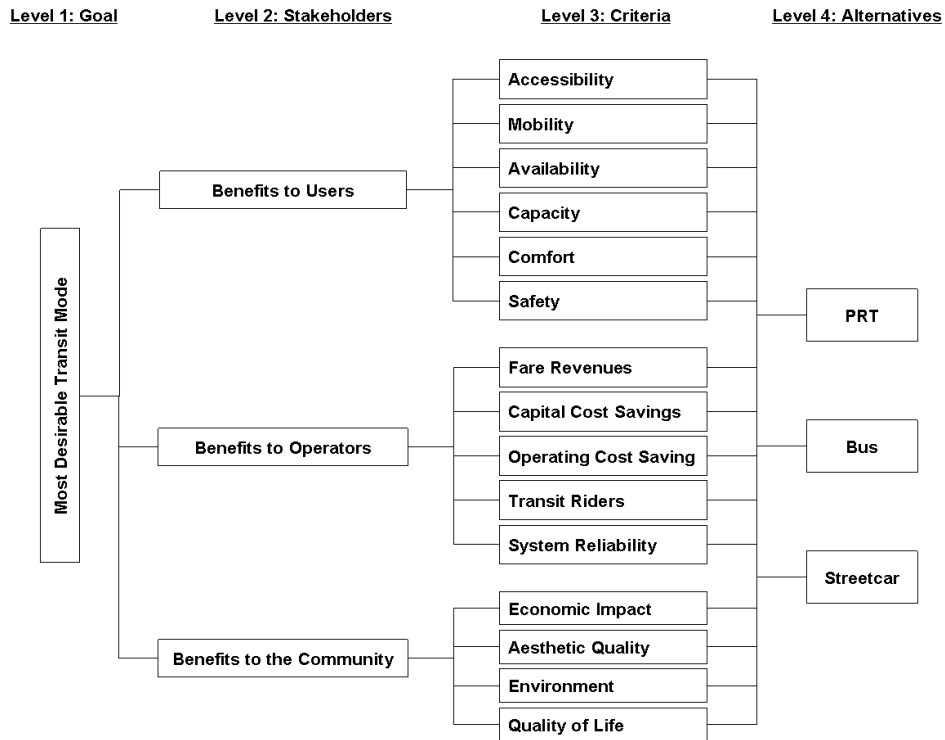 Level 1: Goal
Level 2: Stakeholders
Level 3: Criteria
Level 4: Alternatives
Most Desirable Transit Mode
Benefits to Users
Benefits to Operators
Benefits to the Community
Accessibility
Mobility
Availability
Capacity
Comfort
Safety
Fare Revenues
Capital Cost Savings
Operating Cost Saving
Transit Riders
System Reliability
Economic Impact
Aesthetic Quality
Environment
Quality of Life
PRT
Bus
Streetcar